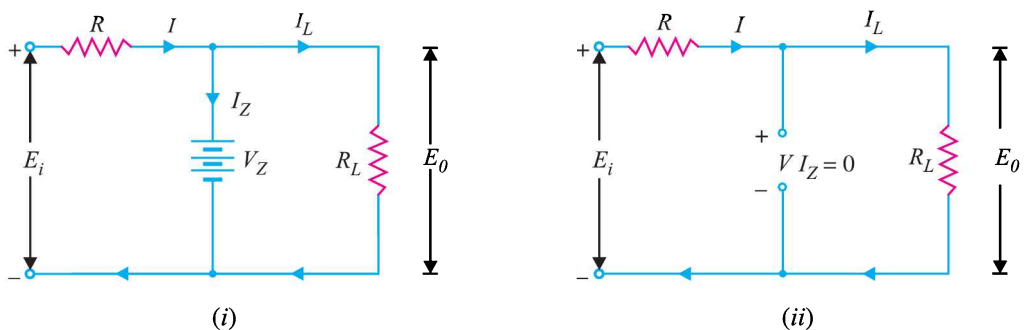 R I I_L
+
I_Z
E_i V_Z R_L E_0
–
(i)
R I I_L
+
+
E_i V I_Z = 0 R_L E_0
–
–
(ii)